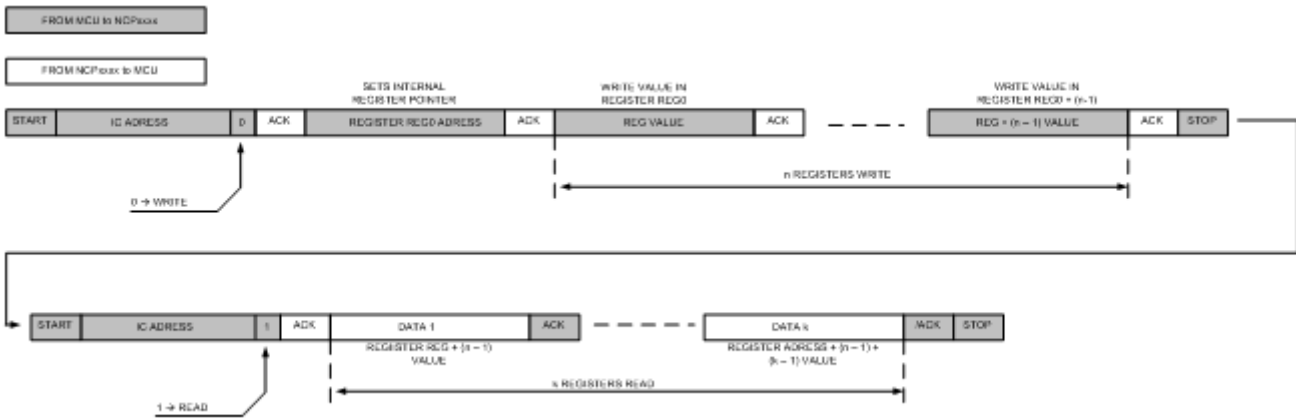 FROM MCU to NCPxxxx
FROM NCPxxxx to MCU
SETS INTERNAL
REGISTER POINTER
WRITE VALUE IN
REGISTER REG0
WRITE VALUE IN
REGISTER REG0 + (n-1)
START IC ADRESS 0 ACK REGISTER REG0 ADRESS ACK REG VALUE ACK REG + (n – 1) VALUE ACK STOP
n REGISTERS WRITE
0 → WRITE
START IC ADRESS 1 ACK DATA 1 ACK DATA k /ACK STOP
REGISTER REG + (n – 1)
VALUE
REGISTER ADRESS + (n – 1) +
(k – 1) VALUE
k REGISTERS READ
1 → READ